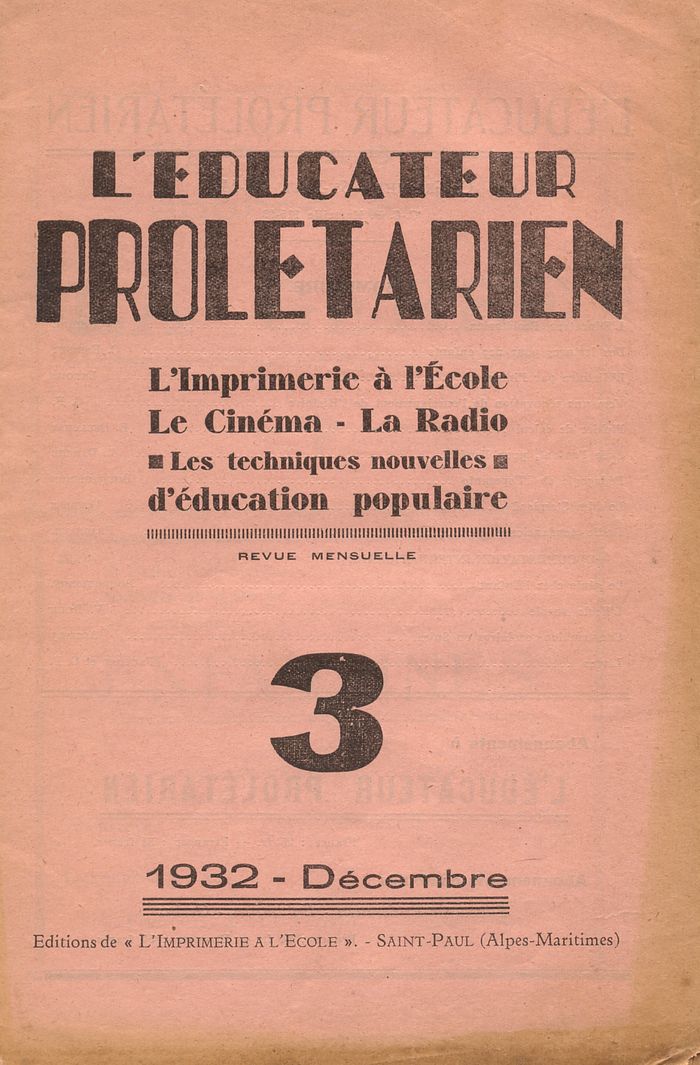 L'EDUCATEUR
PROLETARIEN
L'Imprimerie à l'École
Le Cinéma - La Radio
Les techniques nouvelles
d'éducation populaire
REVUE MENSUELLE
3
1932 - Décembre
Editions de « L'IMPRIMERIE A L'ECOLE ». - SAINT-PAUL (Alpes-Maritimes)